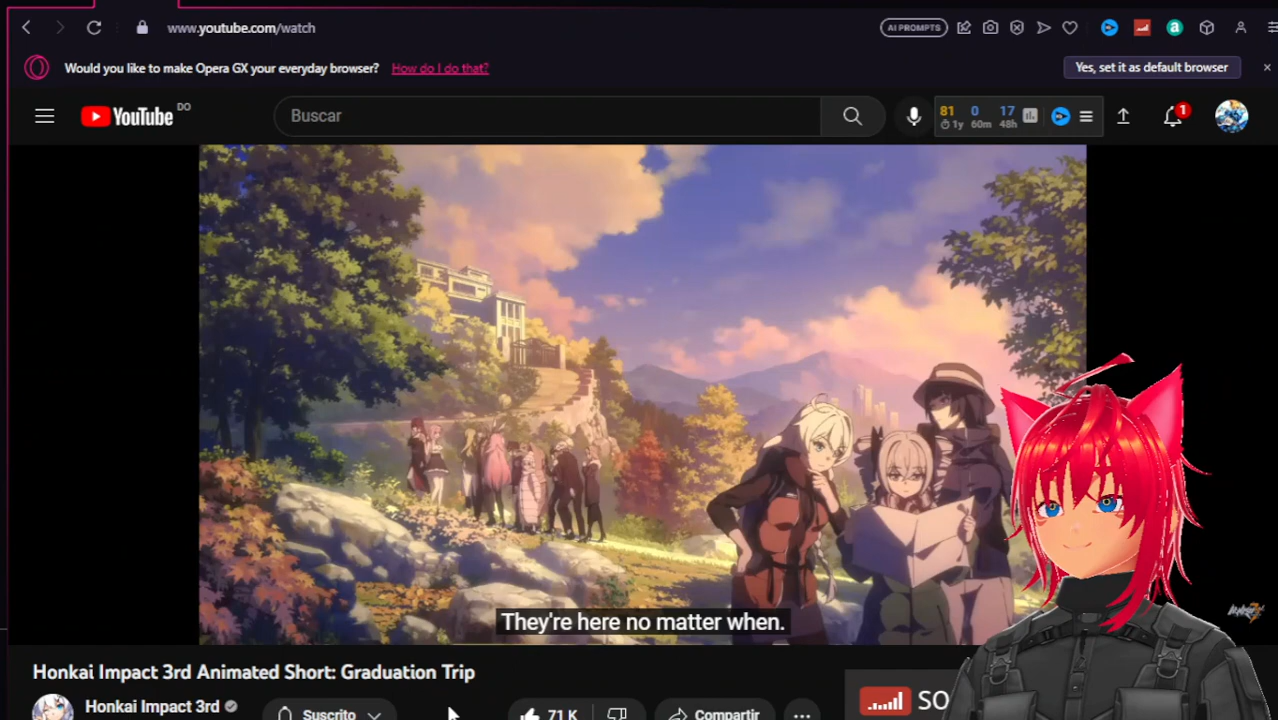 www.youtube.com/watch
AI PROMPTS
Would you like to make Opera GX your everyday browser? How do I do that?
Yes, set it as default browser
YouTube DO
Buscar
81 0 17
1y 60m 48h
1
They're here no matter when.
Honkai Impact 3rd Animated Short: Graduation Trip
Honkai Impact 3rd
Suscrito
71 K
Compartir
SO